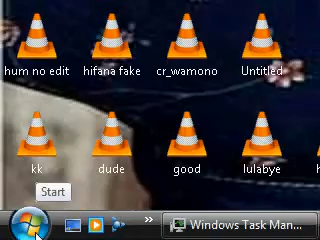 hum no edit hifana fake cr_wamono Untitled
kk dude good lulabye
Start
» Windows Task Man...